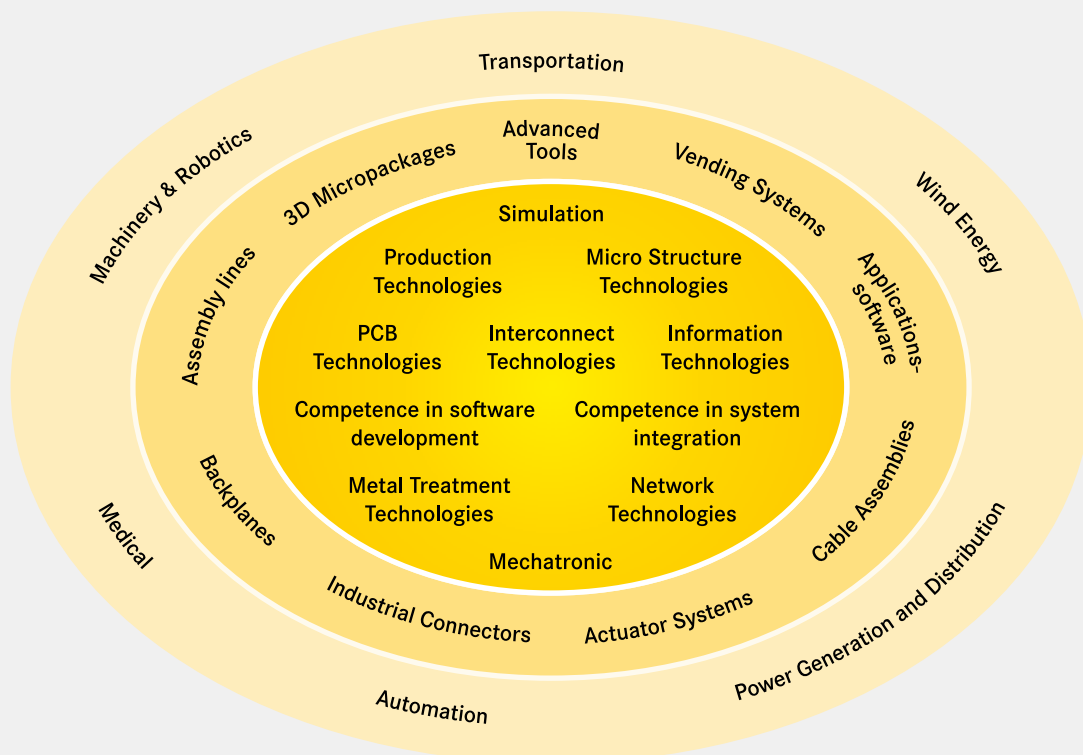 Transportation
Machinery & Robotics
Wind Energy
Medical
Power Generation and Distribution
Automation
Advanced
Tools
3D Micropackages
Vending Systems
Assembly lines
Applications-
software
Backplanes
Cable Assemblies
Industrial Connectors
Actuator Systems
Simulation
Production
Technologies
Micro Structure
Technologies
PCB
Technologies
Interconnect
Technologies
Information
Technologies
Competence in software
development
Competence in system
integration
Metal Treatment
Technologies
Network
Technologies
Mechatronic